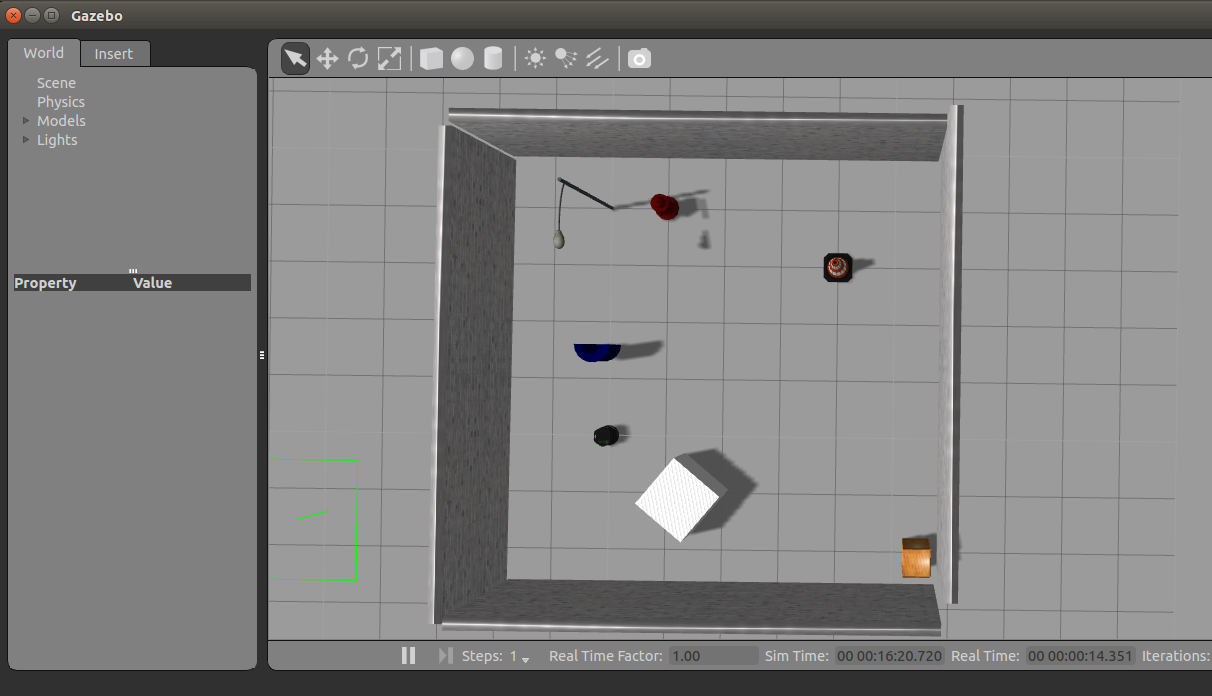 Gazebo
World Insert
Scene
Physics
Models
Lights
Property Value
Steps: 1 Real Time Factor: 1.00 Sim Time: 00 00:16:20.720 Real Time: 00 00:00:14.351 Iterations: